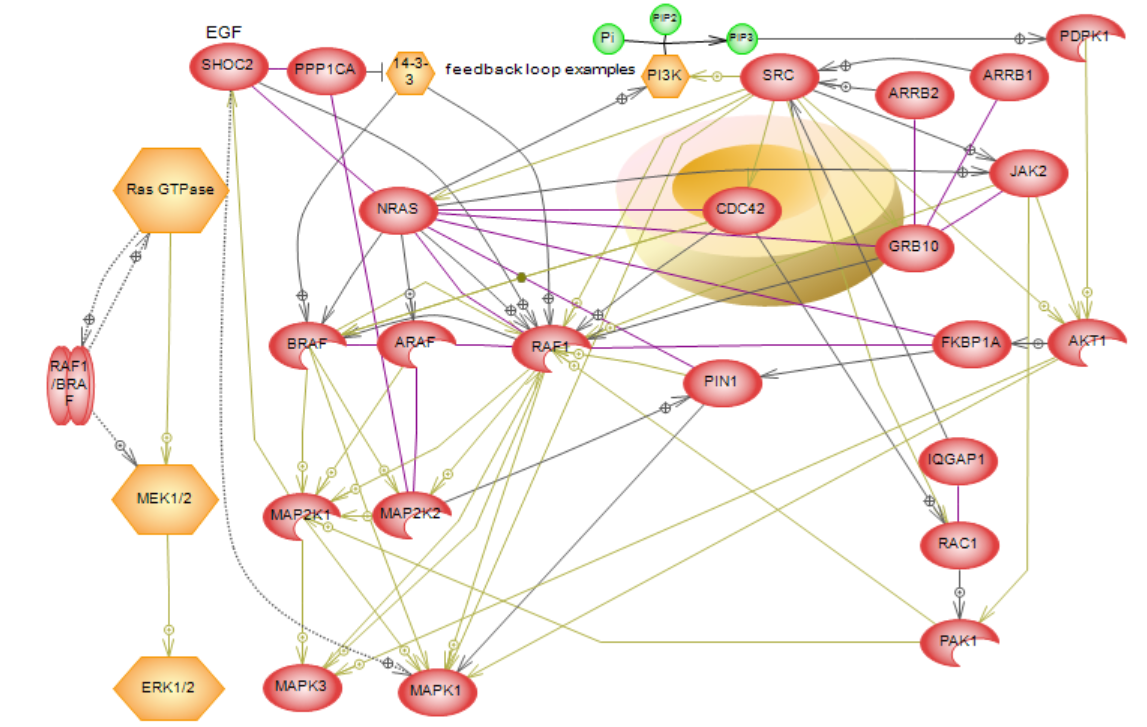 EGF
SHOC2
PPP1CA
14-3-
3
feedback loop examples
Pi
PIP2
PIP3
PI3K
SRC
ARRB2
ARRB1
PDPK1
Ras GTPase
NRAS
CDC42
JAK2
GRB10
BRAF
ARAF
RAF1
FKBP1A
AKT1
RAF1
/BRA
F
PIN1
IQGAP1
MEK1/2
MAP2K1
MAP2K2
RAC1
PAK1
ERK1/2
MAPK3
MAPK1